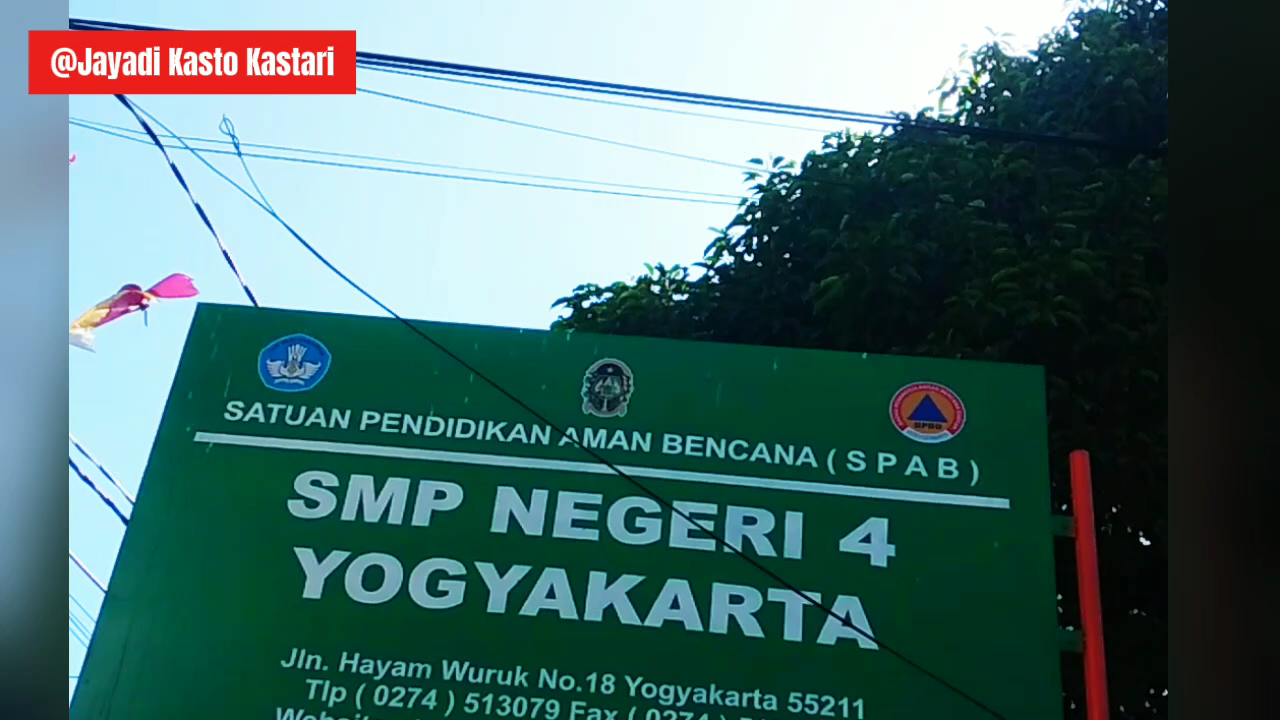 @Jayadi Kasto Kastari
SATUAN PENDIDIKAN AMAN BENCANA ( S P A B )
SMP NEGERI 4
YOGYAKARTA
Jln. Hayam Wuruk No.18 Yogyakarta 55211
Tlp ( 0274 ) 513079 Fax ( 0274 )